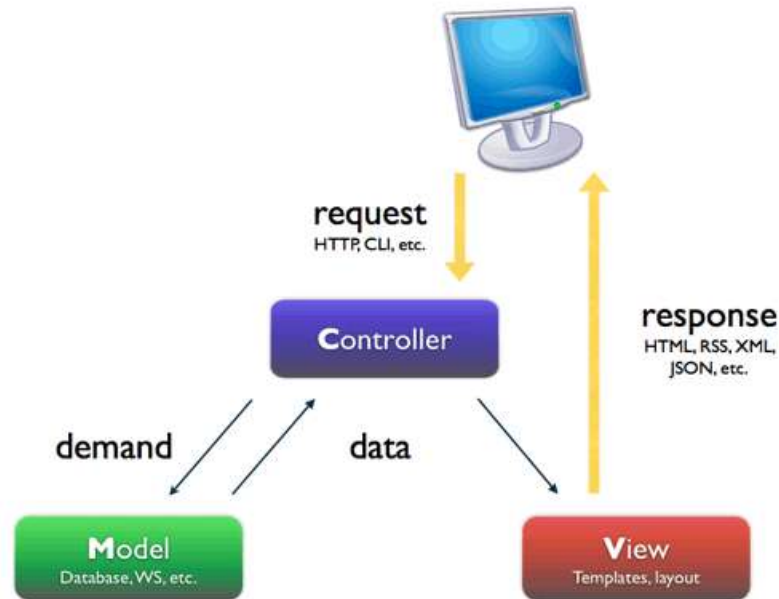 request
HTTP, CLI, etc.
Controller
response
HTML, RSS, XML,
JSON, etc.
demand
data
Model
Database, WS, etc.
View
Templates, layout